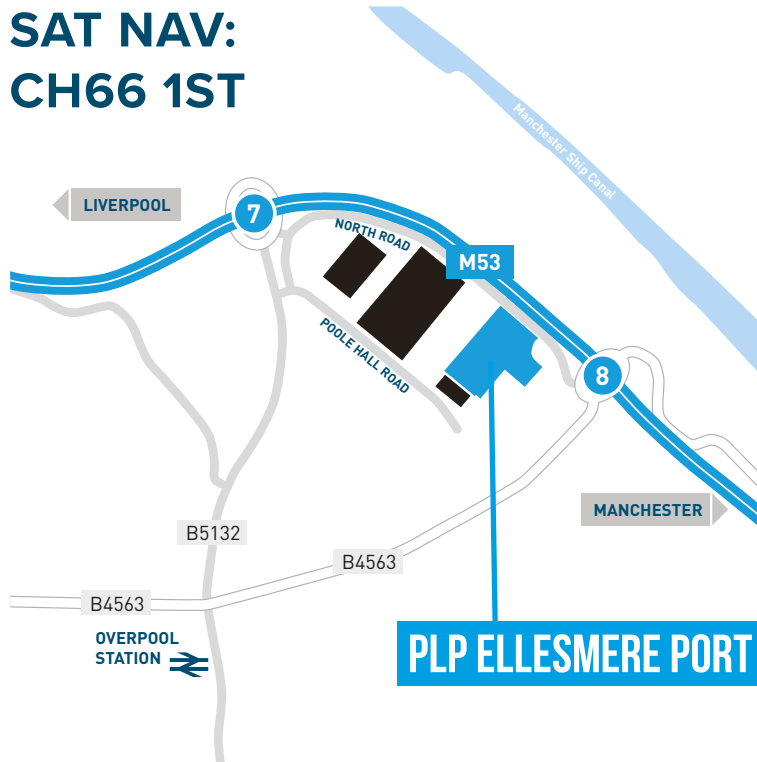 SAT NAV:
CH66 1ST
Manchester Ship Canal
LIVERPOOL
7
NORTH ROAD
M53
POOLE HALL ROAD
8
MANCHESTER
B5132
B4563
B4563
OVERPOOL
STATION
PLP ELLESMERE PORT